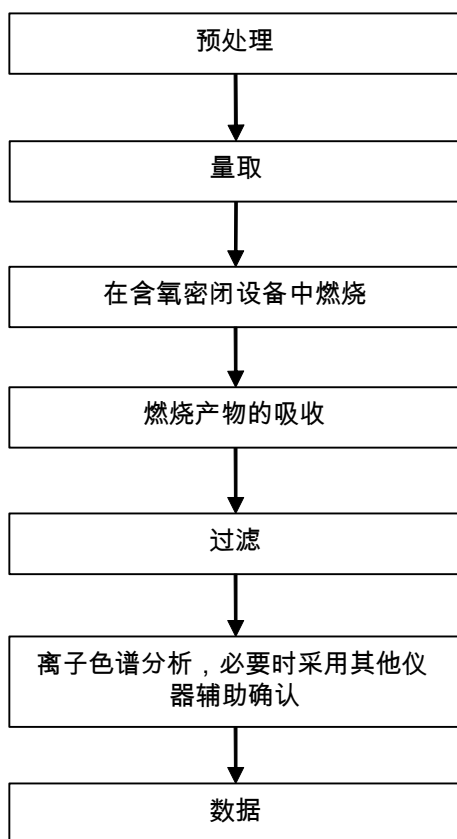 预处理
量取
在含氧密闭设备中燃烧
燃烧产物的吸收
过滤
离子色谱分析，必要时采用其他仪
器辅助确认
数据